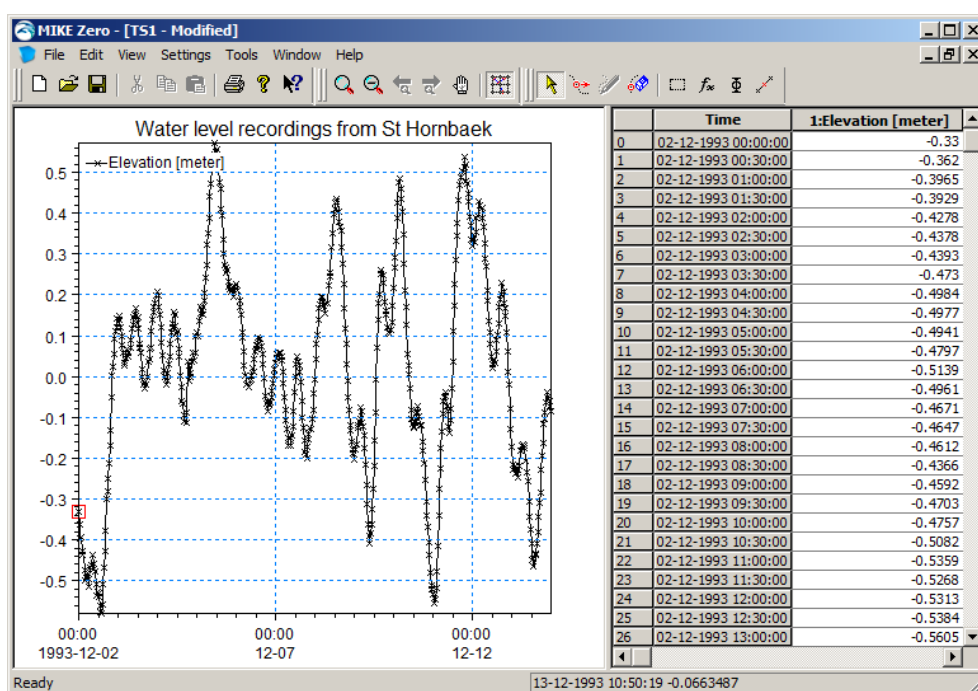 MIKE Zero - [TS1 - Modified]
File Edit View Settings Tools Window Help
Water level recordings from St Hornbaek
Elevation [meter]
0.5
0.4
0.3
0.2
0.1
0.0
-0.1
-0.2
-0.3
-0.4
-0.5
00:00 00:00 00:00
1993-12-02 12-07 12-12
Time 1:Elevation [meter]
0 02-12-1993 00:00:00 -0.33
1 02-12-1993 00:30:00 -0.362
2 02-12-1993 01:00:00 -0.3965
3 02-12-1993 01:30:00 -0.3929
4 02-12-1993 02:00:00 -0.4278
5 02-12-1993 02:30:00 -0.4378
6 02-12-1993 03:00:00 -0.4393
7 02-12-1993 03:30:00 -0.473
8 02-12-1993 04:00:00 -0.4984
9 02-12-1993 04:30:00 -0.4977
10 02-12-1993 05:00:00 -0.4941
11 02-12-1993 05:30:00 -0.4797
12 02-12-1993 06:00:00 -0.5139
13 02-12-1993 06:30:00 -0.4961
14 02-12-1993 07:00:00 -0.4671
15 02-12-1993 07:30:00 -0.4647
16 02-12-1993 08:00:00 -0.4612
17 02-12-1993 08:30:00 -0.4366
18 02-12-1993 09:00:00 -0.4592
19 02-12-1993 09:30:00 -0.4703
20 02-12-1993 10:00:00 -0.4757
21 02-12-1993 10:30:00 -0.5082
22 02-12-1993 11:00:00 -0.5359
23 02-12-1993 11:30:00 -0.5268
24 02-12-1993 12:00:00 -0.5313
25 02-12-1993 12:30:00 -0.5384
26 02-12-1993 13:00:00 -0.5605
Ready 13-12-1993 10:50:19 -0.0663487